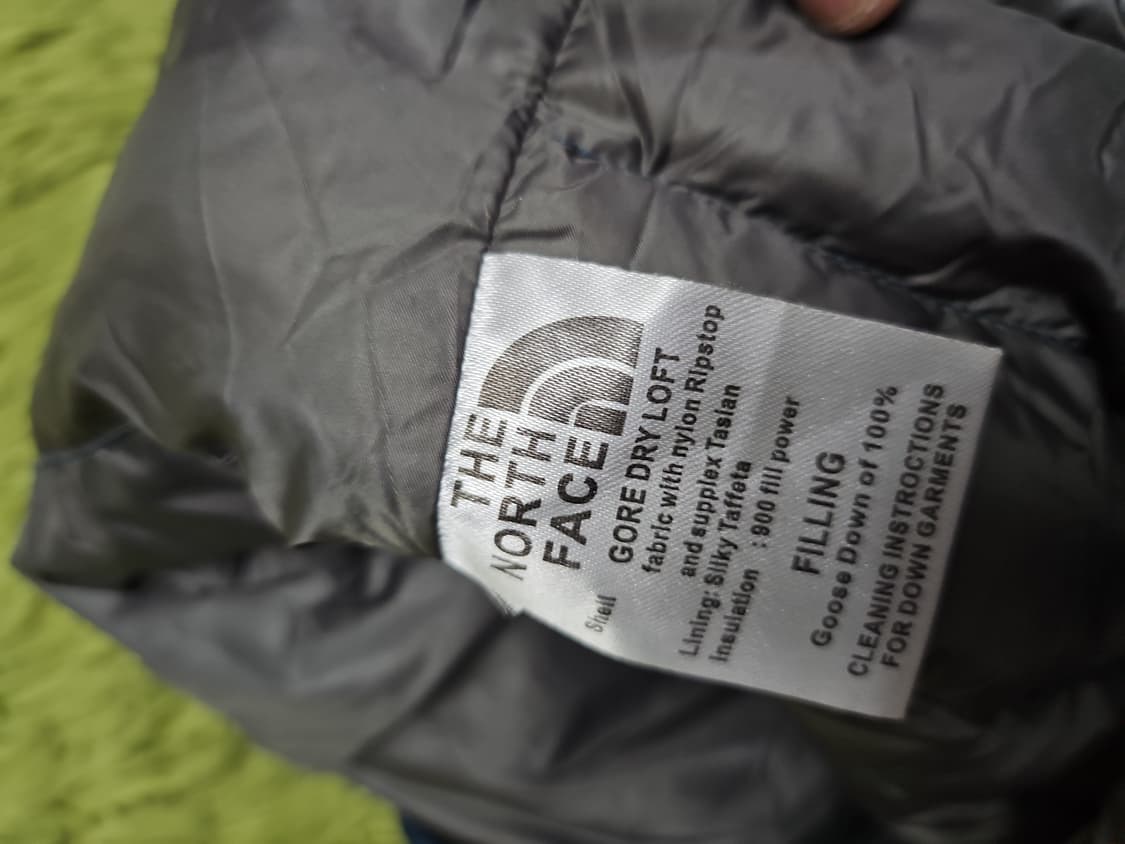 THE
NORTH
FACE
Shell GORE DRY LOFT
fabric with nylon Ripstop
and supplex Taslan
Lining: Silky Taffeta
Insulation :900 fill power
FILLING
Goose Down of 100%
CLEANING INSTROCTIONS
FOR DOWN GARMENTS